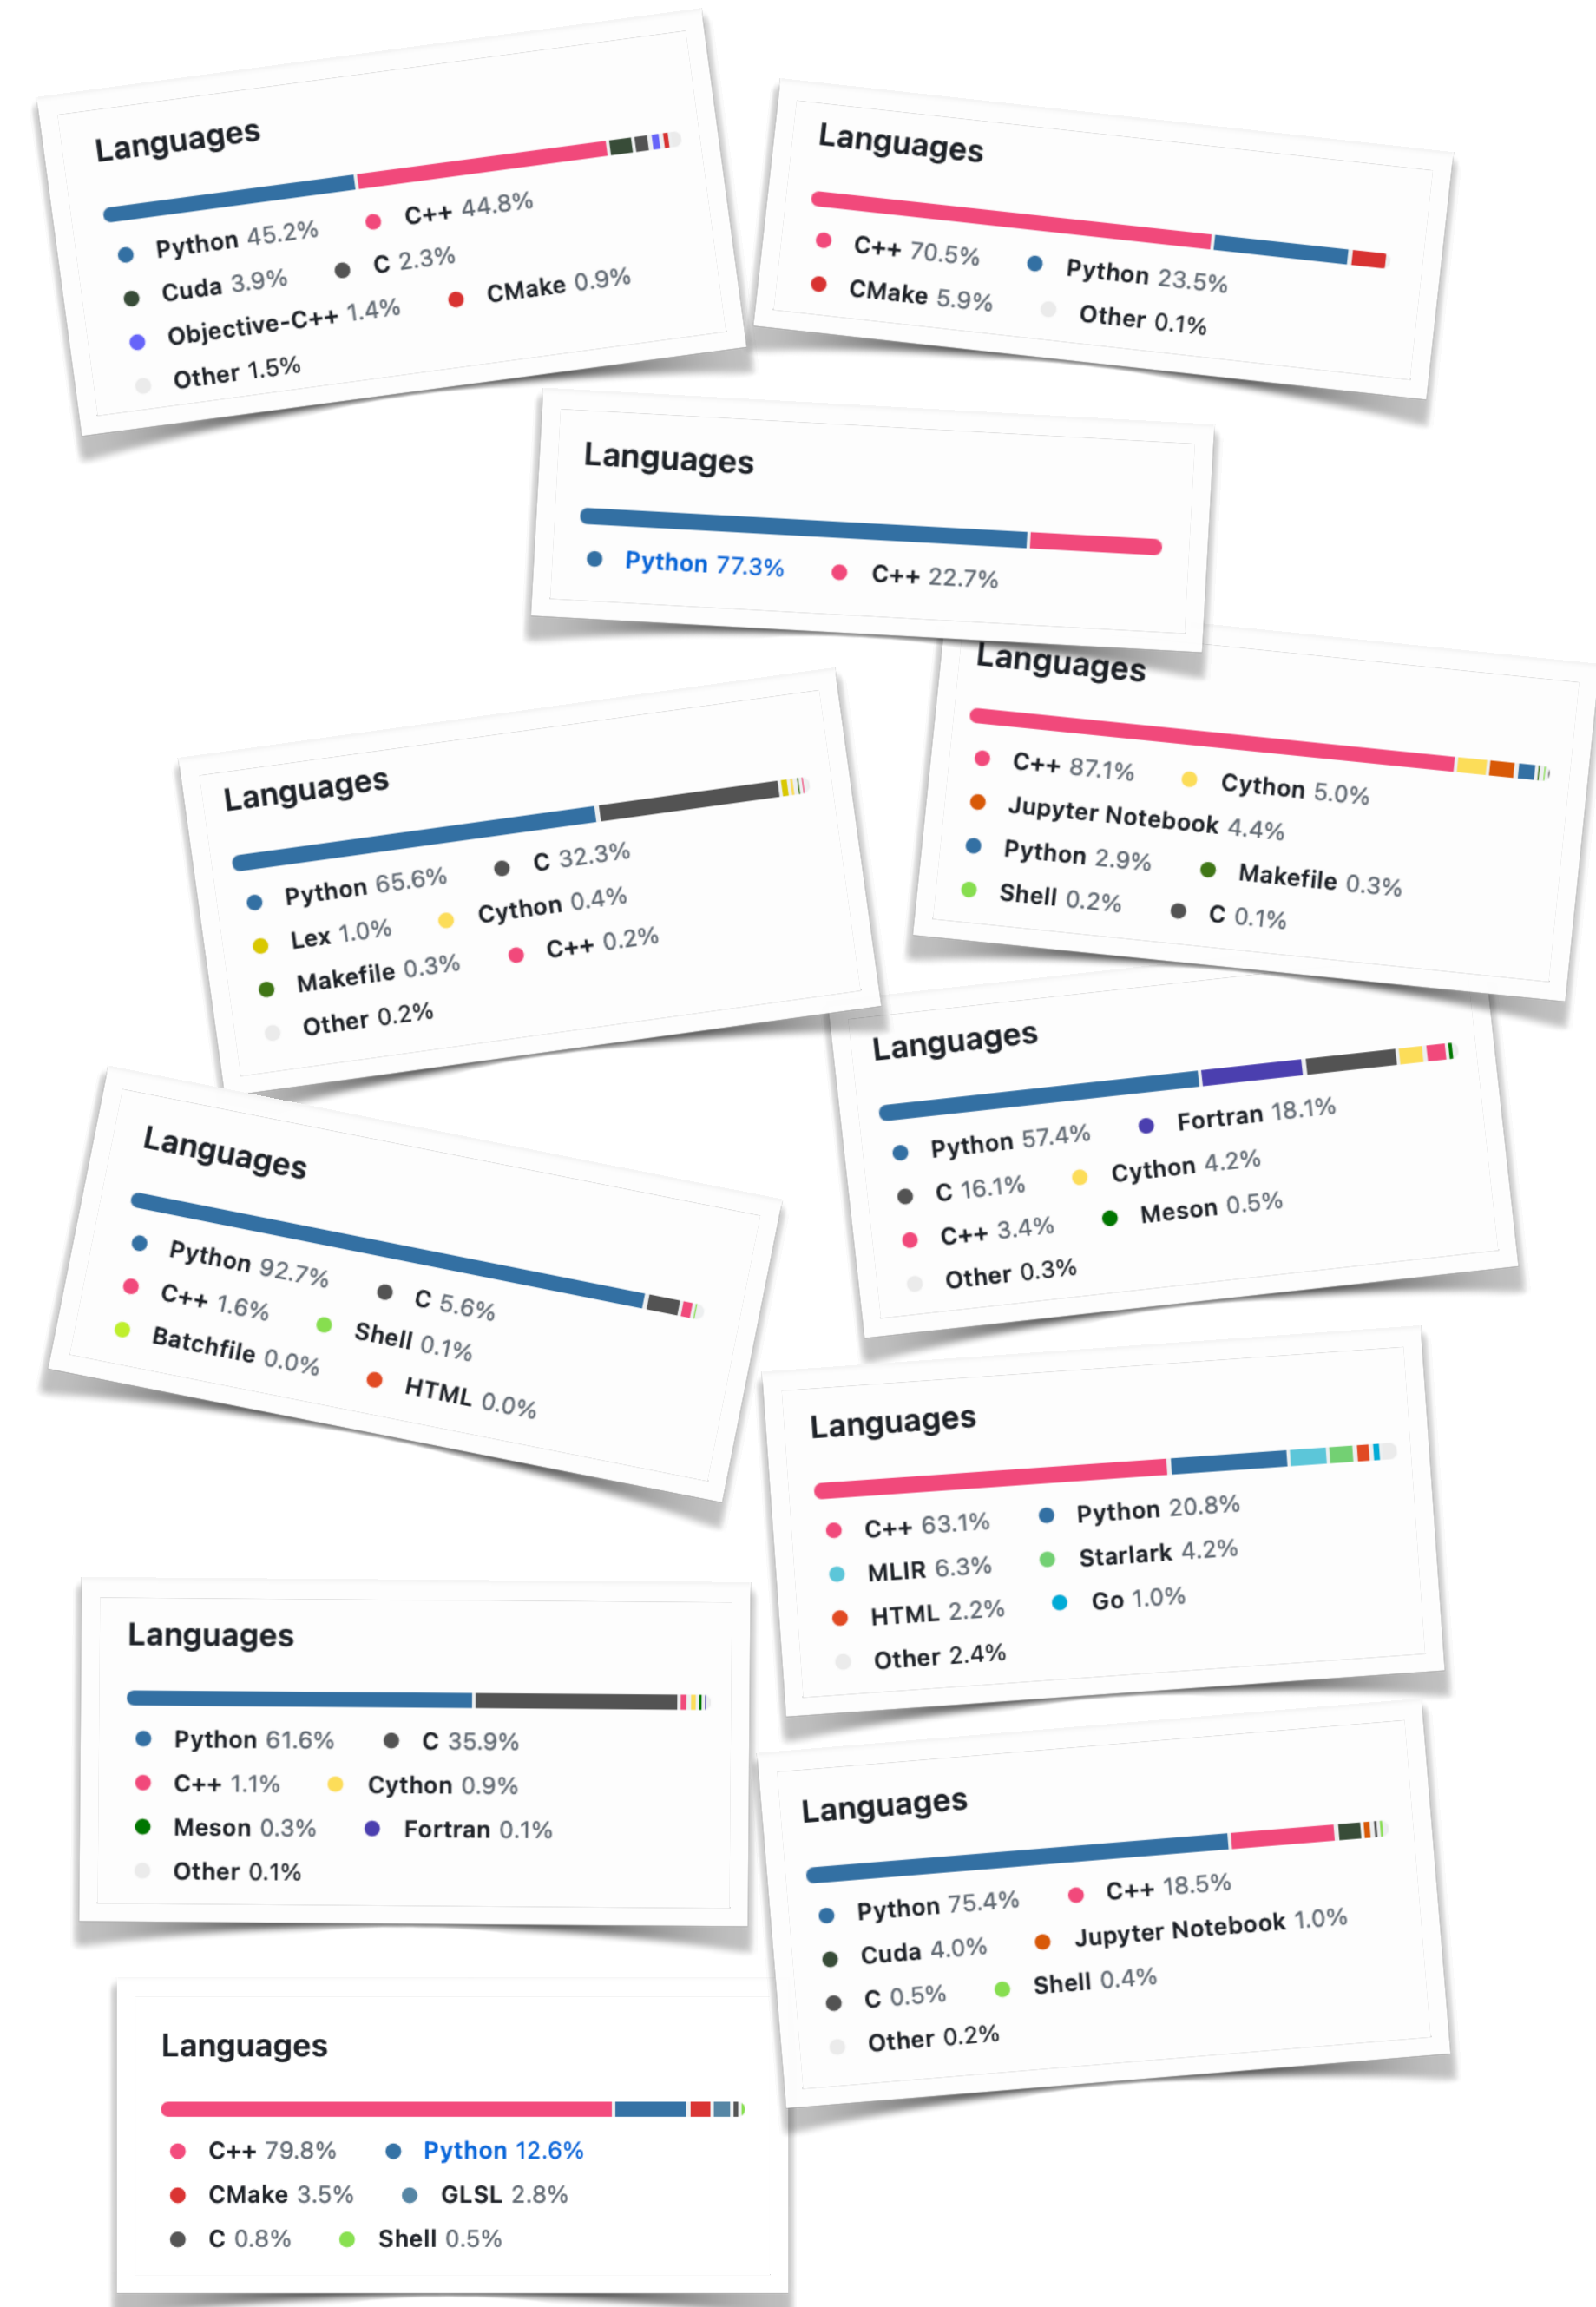 Languages
Python 45.2% C++ 44.8%
Cuda 3.9% C 2.3%
Objective-C++ 1.4% CMake 0.9%
Other 1.5%
Languages
C++ 70.5% Python 23.5%
CMake 5.9% Other 0.1%
Languages
Python 77.3% C++ 22.7%
Languages
C++ 87.1% Cython 5.0%
Jupyter Notebook 4.4%
Python 2.9% Makefile 0.3%
Shell 0.2% C 0.1%
Languages
Python 65.6% C 32.3%
Lex 1.0% Cython 0.4%
Makefile 0.3% C++ 0.2%
Other 0.2%
Languages
Python 57.4% Fortran 18.1%
C 16.1% Cython 4.2%
C++ 3.4% Meson 0.5%
Other 0.3%
Languages
Python 92.7% C 5.6%
C++ 1.6% Shell 0.1%
Batchfile 0.0% HTML 0.0%
Languages
C++ 63.1% Python 20.8%
MLIR 6.3% Starlark 4.2%
HTML 2.2% Go 1.0%
Other 2.4%
Languages
Python 61.6% C 35.9%
C++ 1.1% Cython 0.9%
Meson 0.3% Fortran 0.1%
Other 0.1%
Languages
Python 75.4% C++ 18.5%
Cuda 4.0% Jupyter Notebook 1.0%
C 0.5% Shell 0.4%
Other 0.2%
Languages
C++ 79.8% Python 12.6%
CMake 3.5% GLSL 2.8%
C 0.8% Shell 0.5%